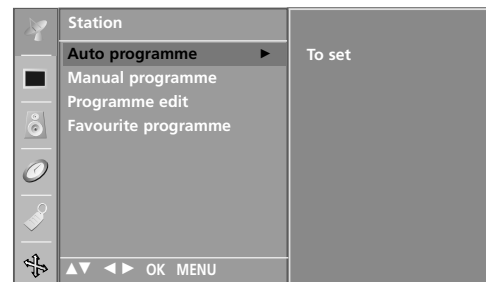 Station
Auto programme ► To set
Manual programme
Programme edit
Favourite programme
▲▼ ◄► OK MENU